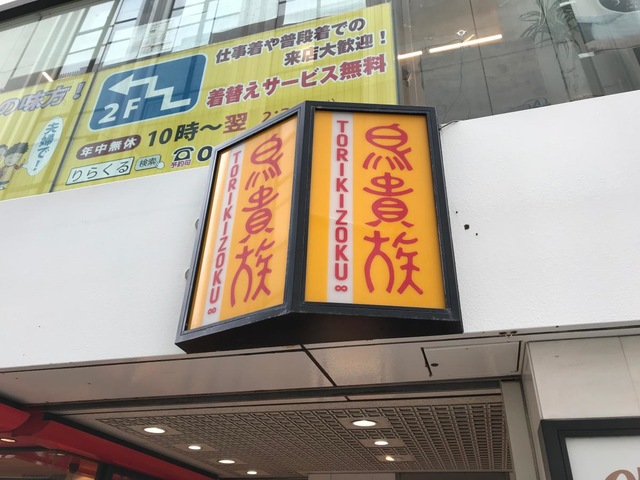 仕事着や普段着での
来店大歓迎！
着替えサービス無料
の味方！
夫婦で！
2F
年中無休 10時〜翌
りらくる 検索 予約可 0
鳥貴族
TORIKIZOKU∞
鳥貴族
TORIKIZOKU∞